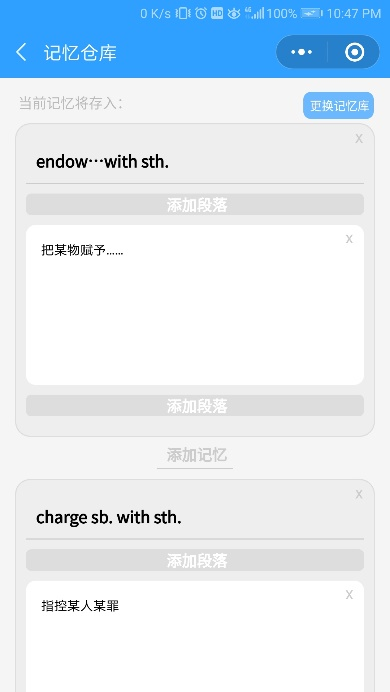 0 K/s HD 4G 100% 10:47 PM
记忆仓库
当前记忆将存入：
更换记忆库
x
endow…with sth.
添加段落
x
把某物赋予……
添加段落
添加记忆
x
charge sb. with sth.
添加段落
x
指控某人某罪